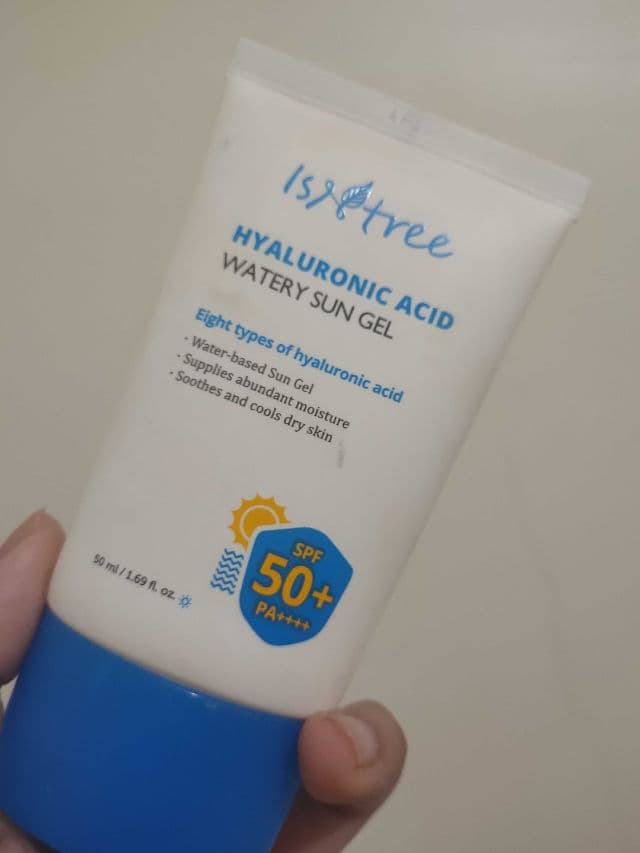 Isntree
HYALURONIC ACID
WATERY SUN GEL
Eight types of hyaluronic acid
· Water-based Sun Gel
· Supplies abundant moisture
· Soothes and cools dry skin
SPF
50+
PA++++
50 ml / 1.69 fl. oz.